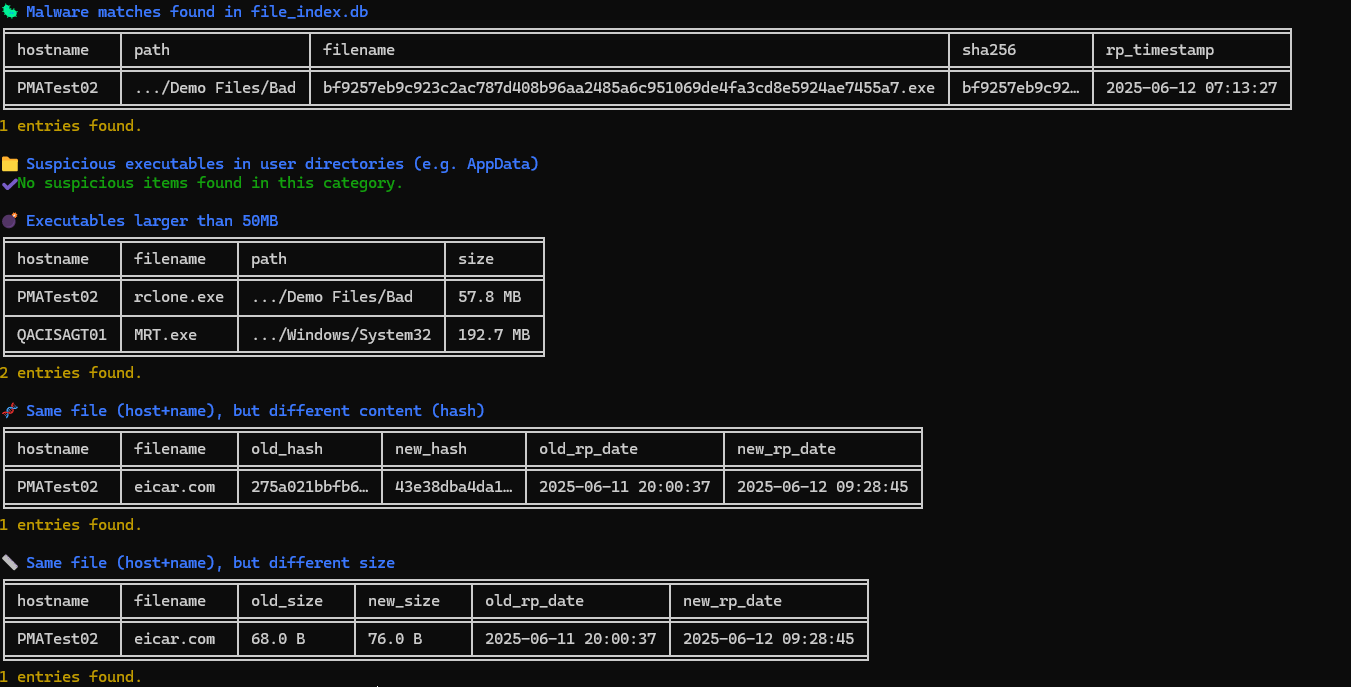 Malware matches found in file_index.db
hostname path filename sha256 rp_timestamp
PMATest02 .../Demo Files/Bad bf9257eb9c923c2ac787d408b96aa2485a6c951069de4fa3cd8e5924ae7455a7.exe bf9257eb9c92… 2025-06-12 07:13:27
1 entries found.
Suspicious executables in user directories (e.g. AppData)
✔No suspicious items found in this category.
Executables larger than 50MB
hostname filename path size
PMATest02 rclone.exe .../Demo Files/Bad 57.8 MB
QACISAGT01 MRT.exe .../Windows/System32 192.7 MB
2 entries found.
Same file (host+name), but different content (hash)
hostname filename old_hash new_hash old_rp_date new_rp_date
PMATest02 eicar.com 275a021bbfb6… 43e38dba4da1… 2025-06-11 20:00:37 2025-06-12 09:28:45
1 entries found.
Same file (host+name), but different size
hostname filename old_size new_size old_rp_date new_rp_date
PMATest02 eicar.com 68.0 B 76.0 B 2025-06-11 20:00:37 2025-06-12 09:28:45
1 entries found.